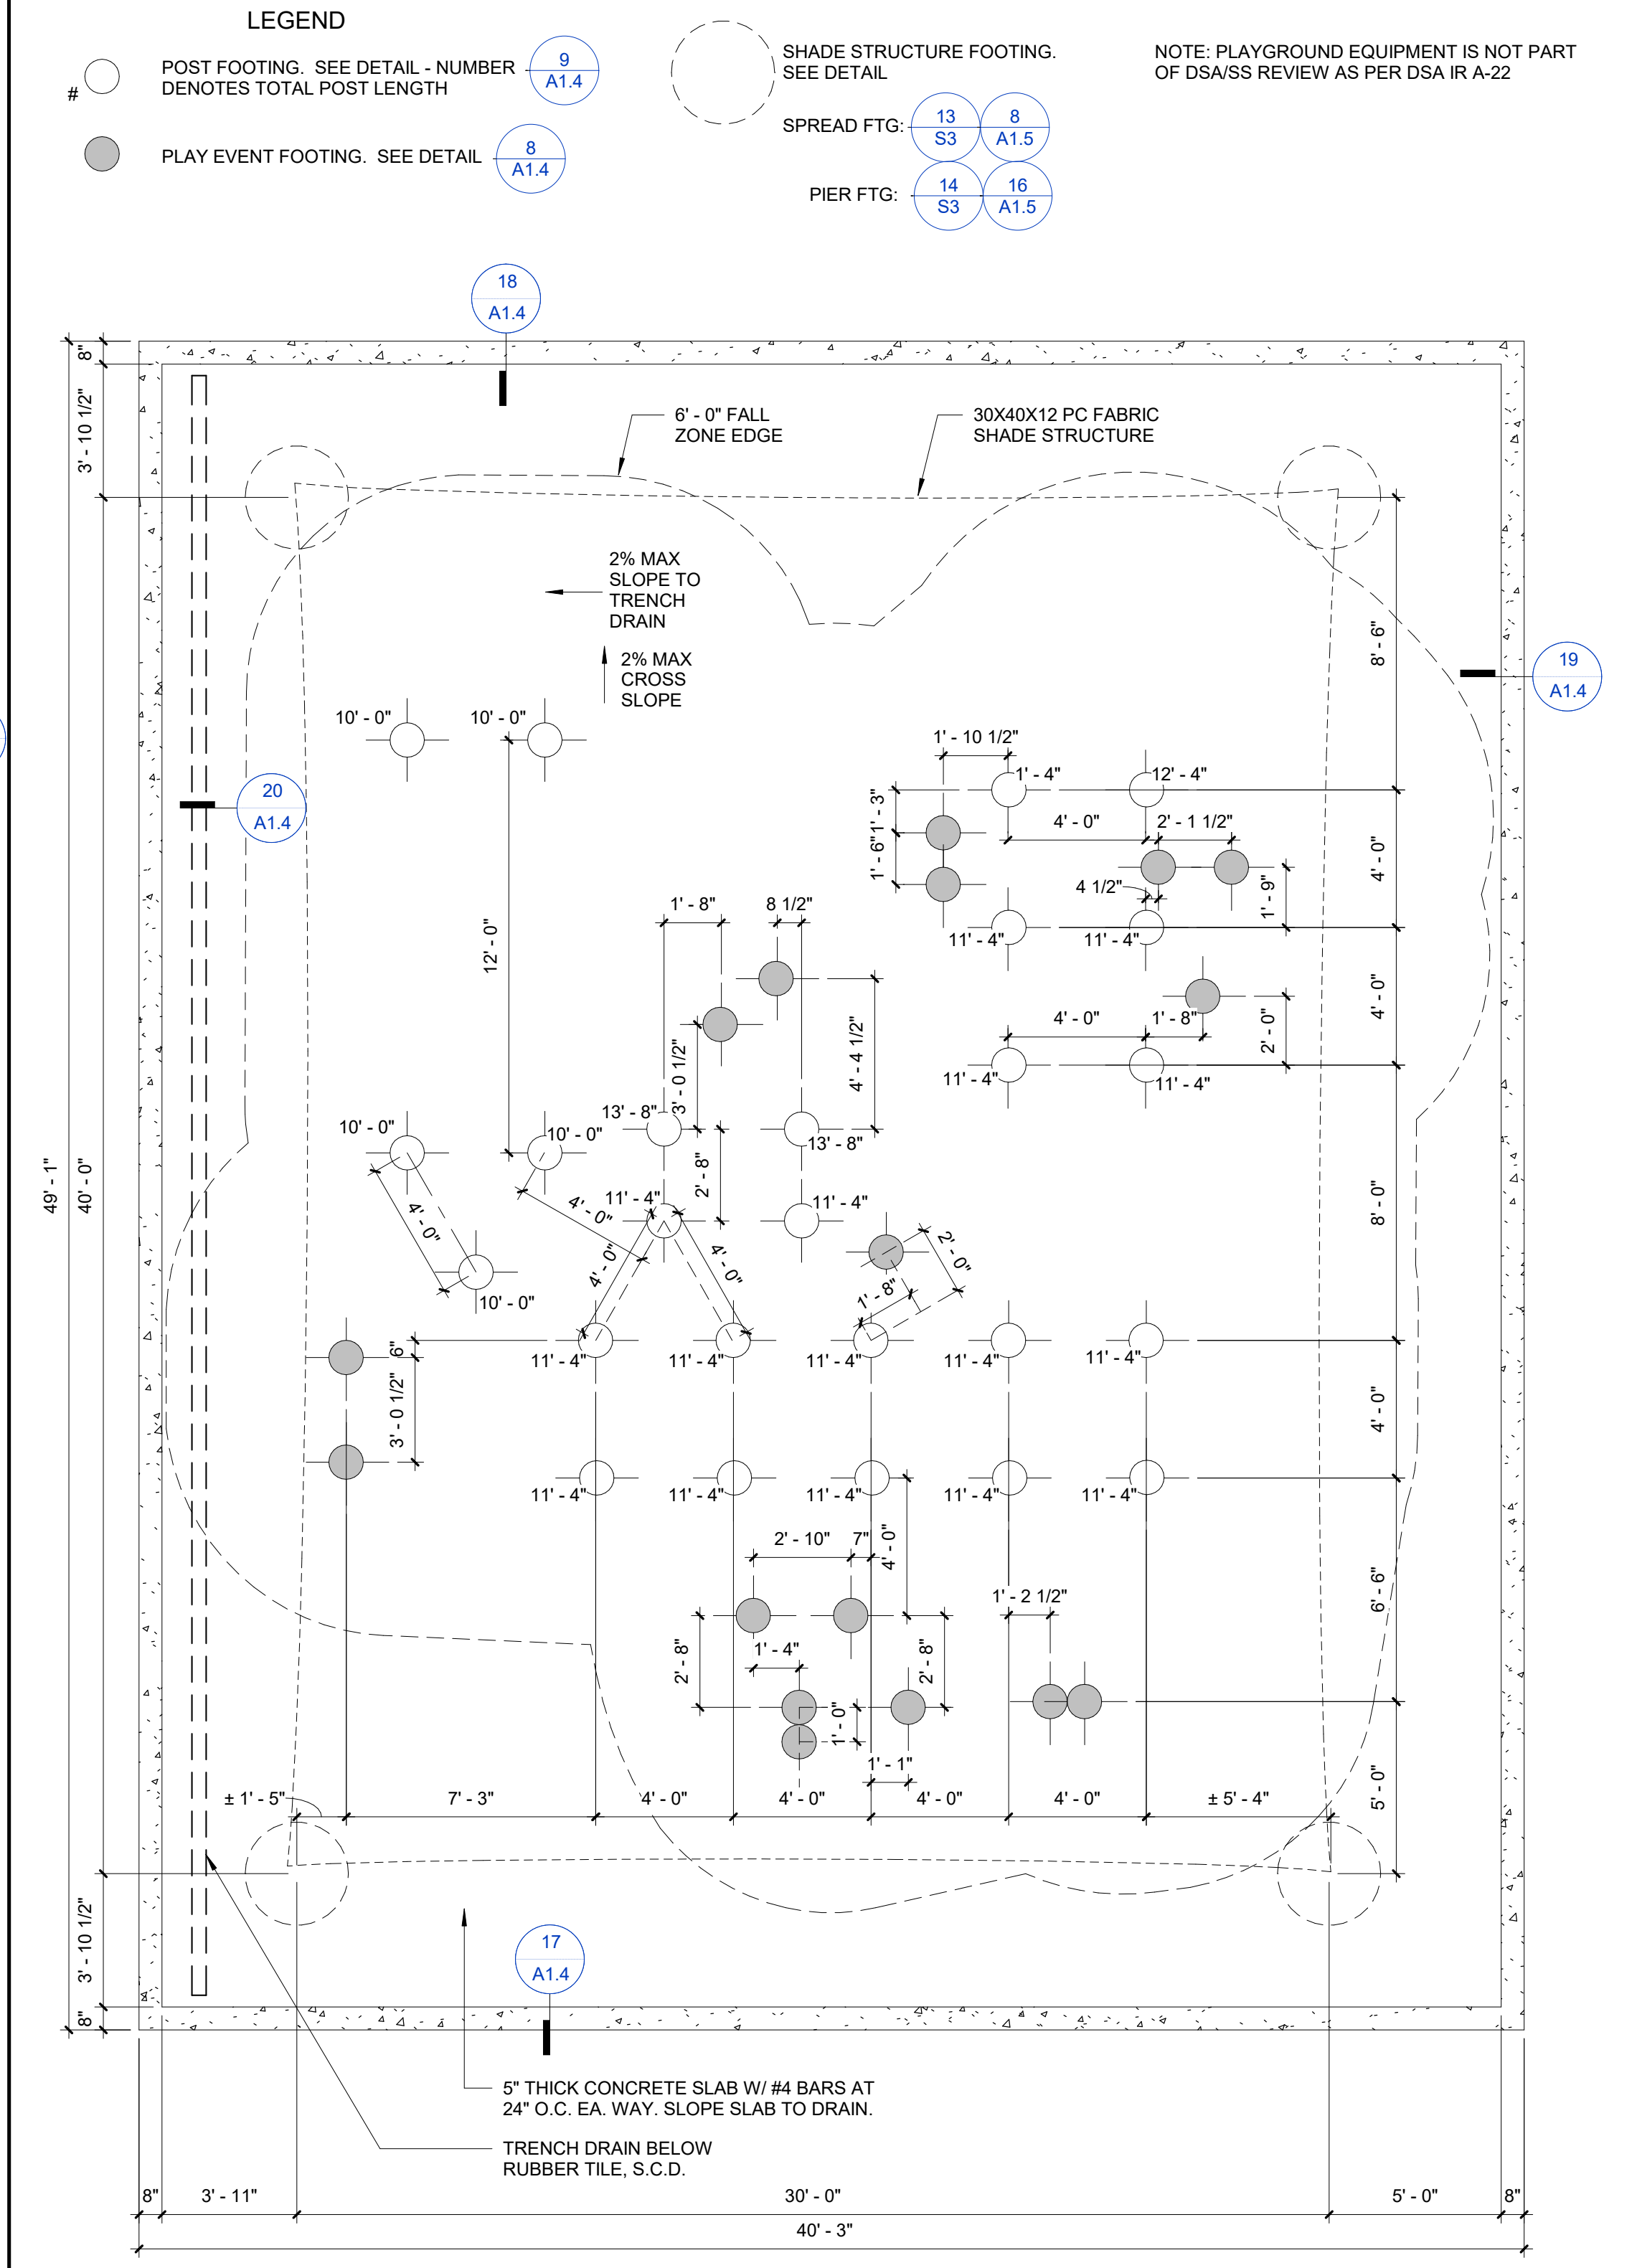 LEGEND
#
POST FOOTING.  SEE DETAIL - NUMBER
DENOTES TOTAL POST LENGTH
9
A1.4
PLAY EVENT FOOTING.  SEE DETAIL
8
A1.4
SHADE STRUCTURE FOOTING.
SEE DETAIL
SPREAD FTG:
13
S3
8
A1.5
PIER FTG:
14
S3
16
A1.5
NOTE: PLAYGROUND EQUIPMENT IS NOT PART
OF DSA/SS REVIEW AS PER DSA IR A-22
18
A1.4
8"
3' - 10 1/2"
6' - 0" FALL
ZONE EDGE
30X40X12 PC FABRIC
SHADE STRUCTURE
2% MAX
SLOPE TO
TRENCH
DRAIN
2% MAX
CROSS
SLOPE
8' - 6"
19
A1.4
10' - 0"
10' - 0"
1' - 10 1/2"
1' - 4"
12' - 4"
20
A1.4
1' - 3"
1' - 6"
4' - 0"
2' - 1 1/2"
4' - 0"
4 1/2"
1' - 9"
12' - 0"
1' - 8"
8 1/2"
11' - 4"
11' - 4"
4' - 0"
4' - 0"
1' - 8"
2' - 0"
3' - 0 1/2"
4' - 4 1/2"
11' - 4"
11' - 4"
10' - 0"
10' - 0"
13' - 8"
13' - 8"
49' - 1"
40' - 0"
2' - 8"
4' - 0"
4' - 0"
11' - 4"
11' - 4"
8' - 0"
4' - 0"
4' - 0"
2' - 0"
1' - 8"
10' - 0"
6"
3' - 0 1/2"
11' - 4"
11' - 4"
11' - 4"
11' - 4"
11' - 4"
4' - 0"
11' - 4"
11' - 4"
11' - 4"
11' - 4"
11' - 4"
2' - 10"
7"
4' - 0"
6' - 6"
1' - 2 1/2"
2' - 8"
1' - 4"
2' - 8"
1' - 0"
1' - 1"
± 1' - 5"
7' - 3"
4' - 0"
4' - 0"
4' - 0"
4' - 0"
± 5' - 4"
5' - 0"
3' - 10 1/2"
8"
17
A1.4
5" THICK CONCRETE SLAB W/ #4 BARS AT
24" O.C. EA. WAY. SLOPE SLAB TO DRAIN.
TRENCH DRAIN BELOW
RUBBER TILE, S.C.D.
8"
3' - 11"
30' - 0"
5' - 0"
8"
40' - 3"